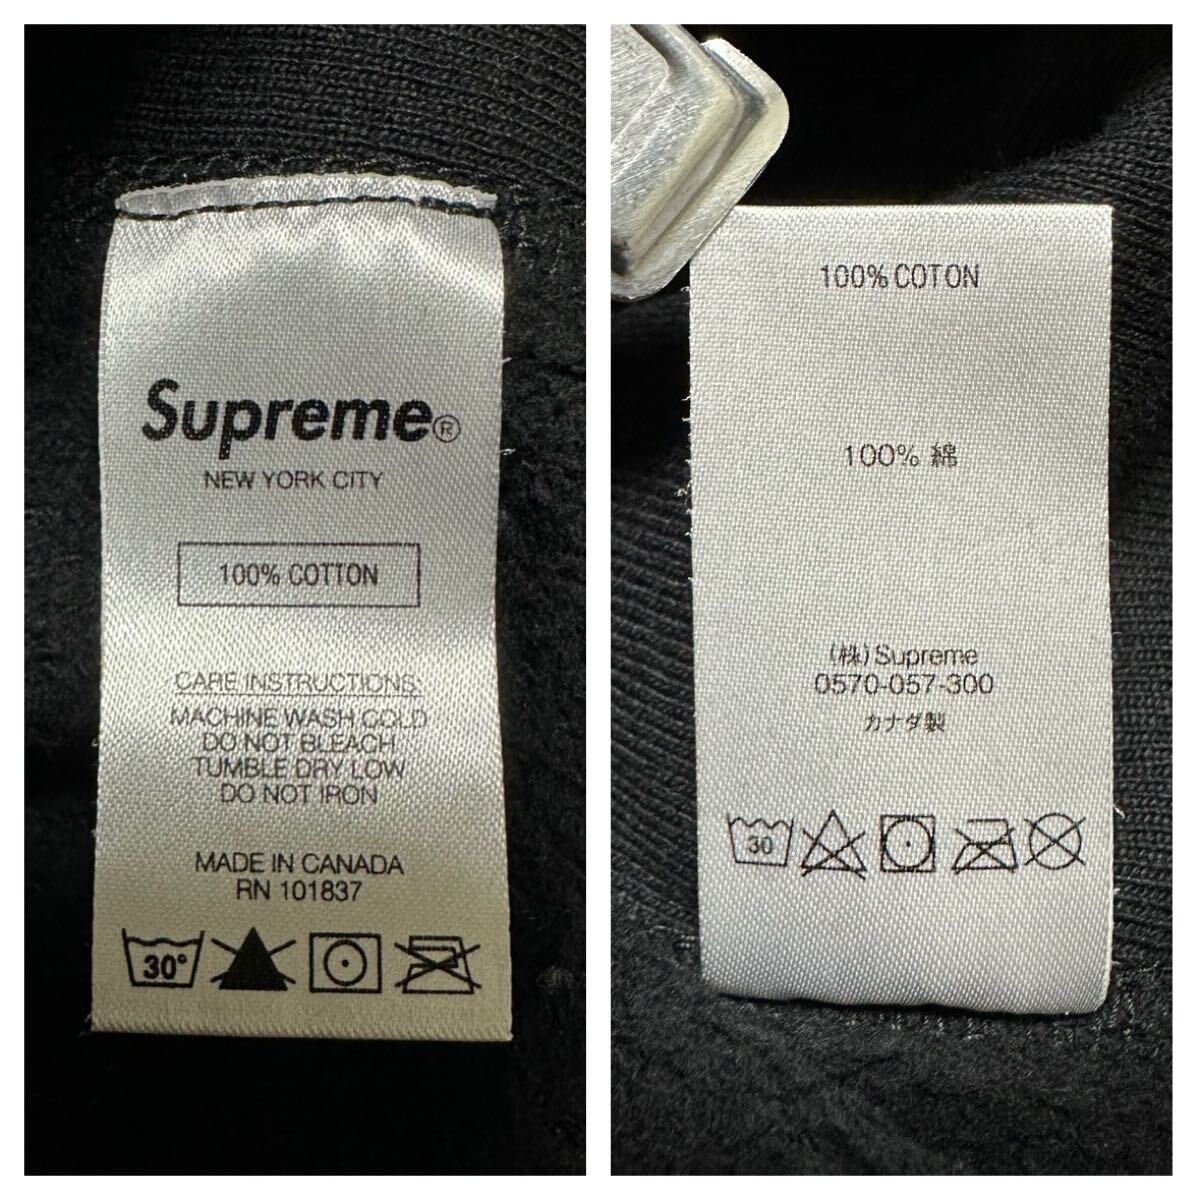 Supreme®
NEW YORK CITY
100% COTTON
CARE INSTRUCTIONS:
MACHINE WASH COLD
DO NOT BLEACH
TUMBLE DRY LOW
DO NOT IRON
MADE IN CANADA
RN 101837
30°
100% COTON
100% 綿
(株)Supreme
0570-057-300
カナダ製
30